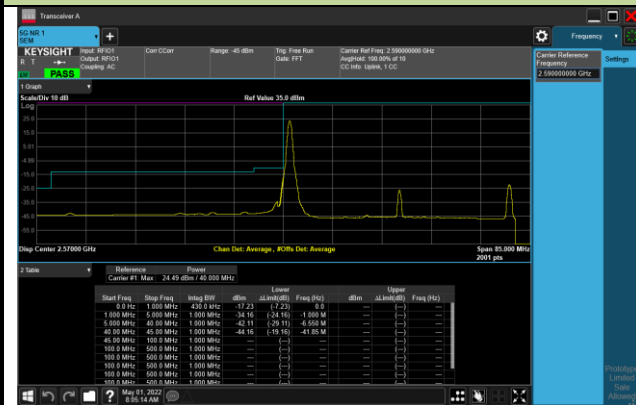 Transceiver A
5G NR 1
SEM
+
Frequency
KEYSIGHT
Input: RFIO1
Output: RFIO1
Coupling: AC
Corr CCorr
Range: -45 dBm
Trig: Free Run
Gate: FFT
Carrier Ref Freq: 2.590000000 GHz
Avg|Hold: 100.00% of 10
CC Info: Uplink, 1 CC
R T
PASS
Carrier Reference
Frequency
2.590000000 GHz
Settings
1 Graph
Scale/Div 10 dB
Ref Value 35.0 dBm
Log
25.0
15.0
5.01
-4.99
-15.0
-25.0
-35.0
-45.0
-55.0
Disp Center 2.57000 GHz
Chan Det: Average , #Offs Det: Average
Span 85.000 MHz
2001 pts
2 Table
Reference Power
Carrier #1 Max 24.49 dBm / 40.000 MHz
Lower Upper
Start Freq Stop Freq Integ BW dBm ΔLimit(dB) Freq (Hz) dBm ΔLimit(dB) Freq (Hz)
0.0 Hz 1.000 MHz 430.0 kHz -17.23 (-7.23) 0.0 --- (---) ---
1.000 MHz 5.000 MHz 1.000 MHz -34.16 (-24.16) -1.000 M --- (---) ---
5.000 MHz 40.00 MHz 1.000 MHz -42.11 (-29.11) -6.550 M --- (---) ---
40.00 MHz 45.00 MHz 1.000 MHz -44.16 (-19.16) -41.85 M --- (---) ---
45.00 MHz 100.0 MHz 1.000 MHz --- (---) --- --- (---) ---
100.0 MHz 500.0 MHz 1.000 MHz --- (---) --- --- (---) ---
100.0 MHz 500.0 MHz 1.000 MHz --- (---) --- --- (---) ---
100.0 MHz 500.0 MHz 1.000 MHz --- (---) --- --- (---) ---
100.0 MHz 500.0 MHz 1.000 MHz --- (---) --- --- (---) ---
Prototype
Limited
Sale
Allowed
?
May 01, 2022
8:05:14 AM